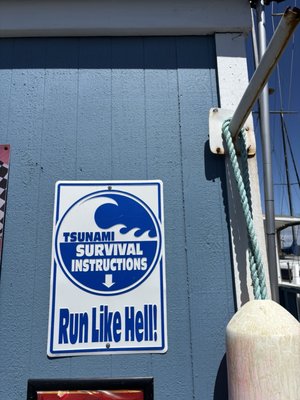 TSUNAMI
SURVIVAL
INSTRUCTIONS
Run Like Hell!